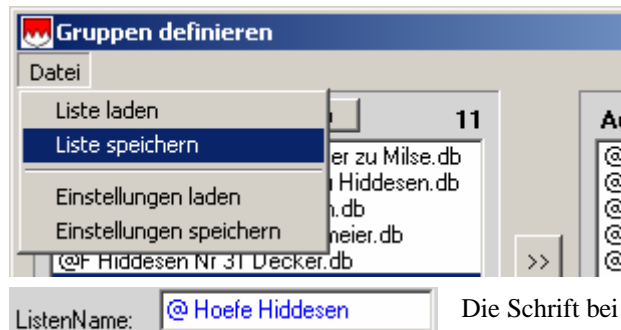 Gruppen definieren
Datei
Liste laden
11
Liste speichern
er zu Milse.db
Hiddesen.db
Einstellungen laden
.db
Einstellungen speichern
meier.db
@F Hiddesen Nr 31 Decker.db
>>
@
@
@
@
@
ListenName:
@ Hoefe Hiddesen
Die Schrift bei